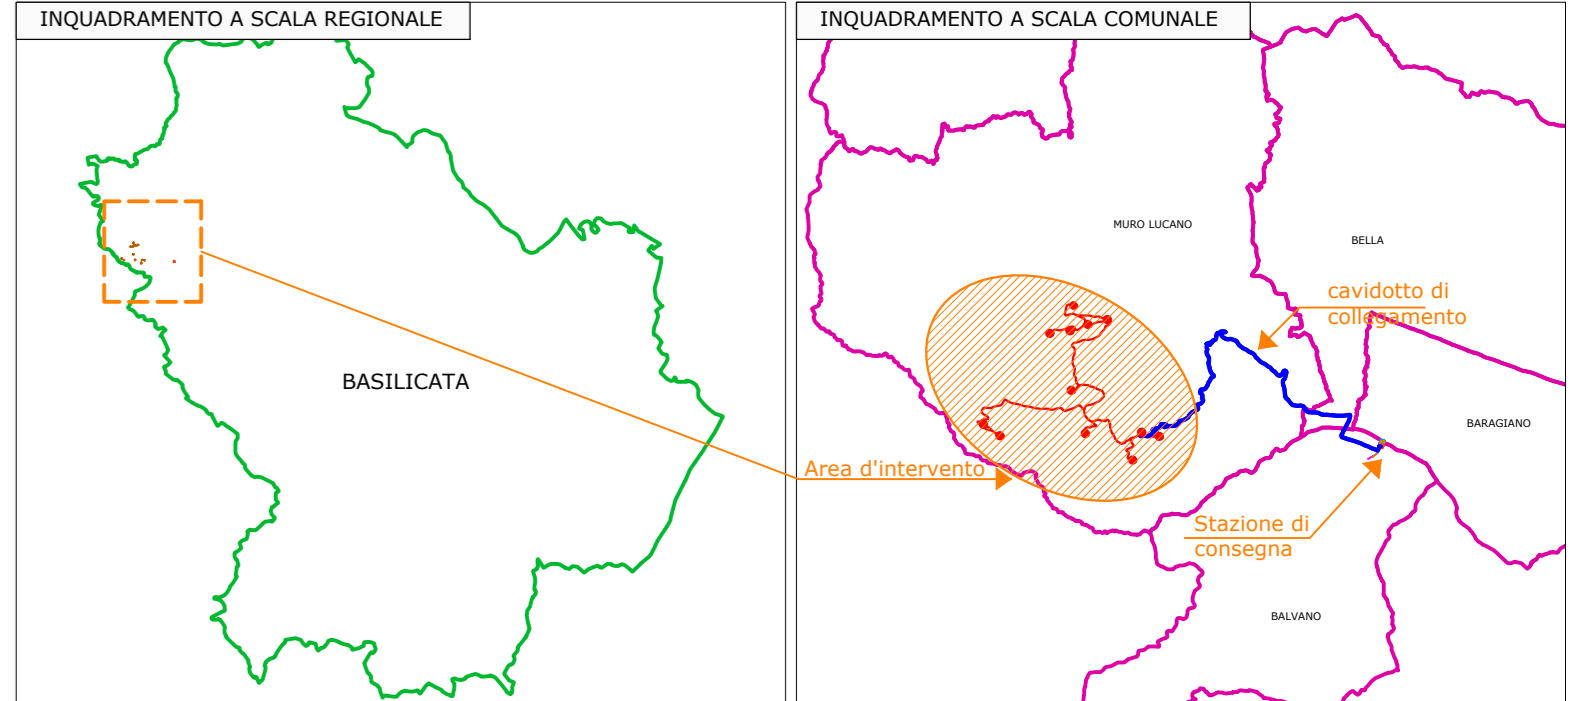 INQUADRAMENTO A SCALA REGIONALE
BASILICATA
INQUADRAMENTO A SCALA COMUNALE
MURO LUCANO
BELLA
cavidotto di
collegamento
BARAGIANO
Area d'intervento
Stazione di
consegna
BALVANO